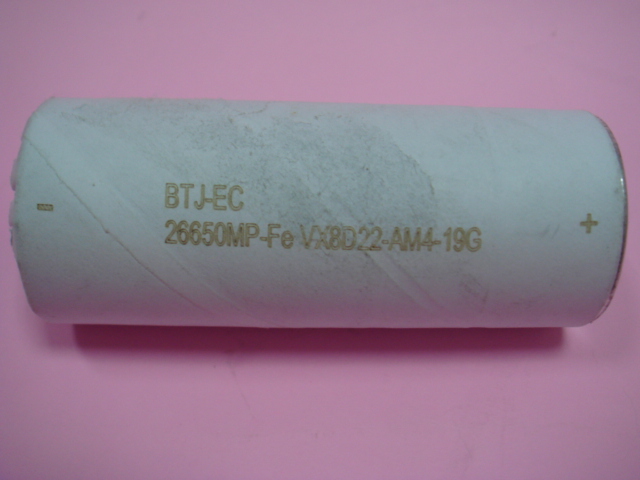 BTJ-EC
26650MP-Fe VX8D22-AM4-19G
- +